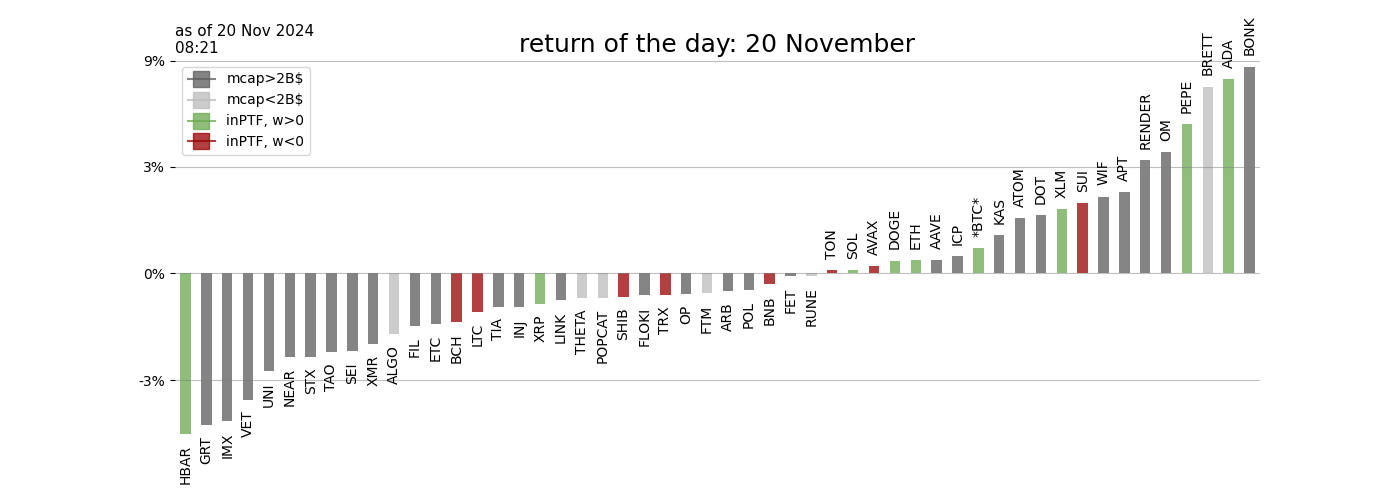 as of 20 Nov 2024
08:21
return of the day: 20 November
9%
3%
0%
-3%
mcap>2B$
mcap<2B$
inPTF, w>0
inPTF, w<0
HBAR
GRT
IMX
VET
UNI
NEAR
STX
TAO
SEI
XMR
ALGO
FIL
ETC
BCH
LTC
TIA
INJ
XRP
LINK
THETA
POPCAT
SHIB
FLOKI
TRX
OP
FTM
ARB
POL
BNB
FET
RUNE
TON
SOL
AVAX
DOGE
ETH
AAVE
ICP
*BTC*
KAS
ATOM
DOT
XLM
SUI
WIF
APT
RENDER
OM
PEPE
BRETT
ADA
BONK